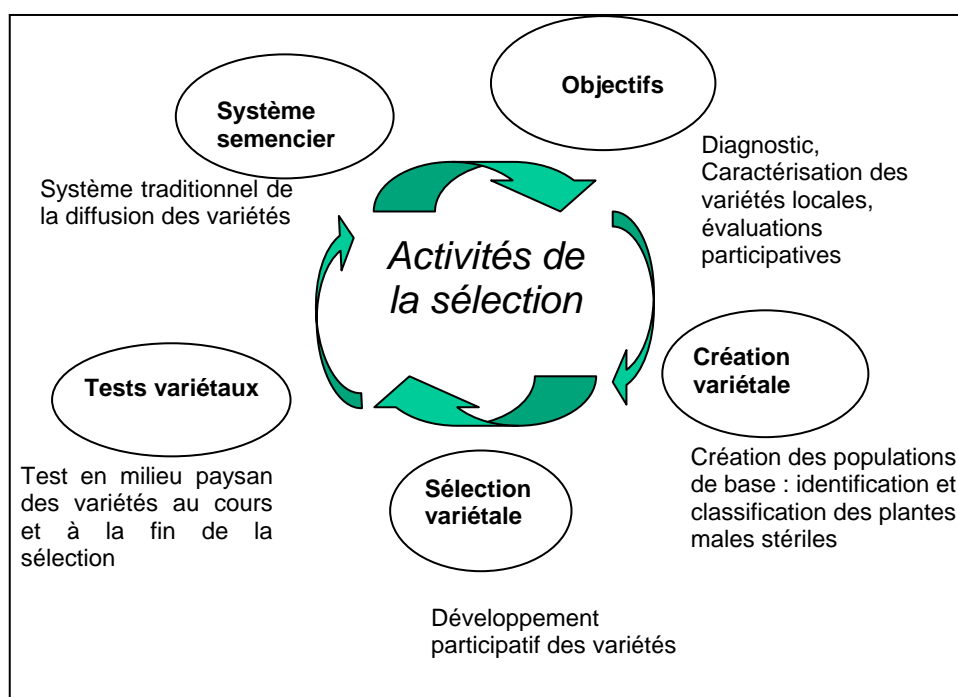 Objectifs
Système
semencier
Diagnostic,
Caractérisation des
variétés locales,
évaluations
participatives
Système traditionnel de
la diffusion des variétés
Activités de
la sélection
Création
variétale
Tests variétaux
Création des populations
de base : identification et
classification des plantes
males stériles
Test en milieu paysan
des variétés au cours
et à la fin de la
sélection
Sélection
variétale
Développement
participatif des variétés